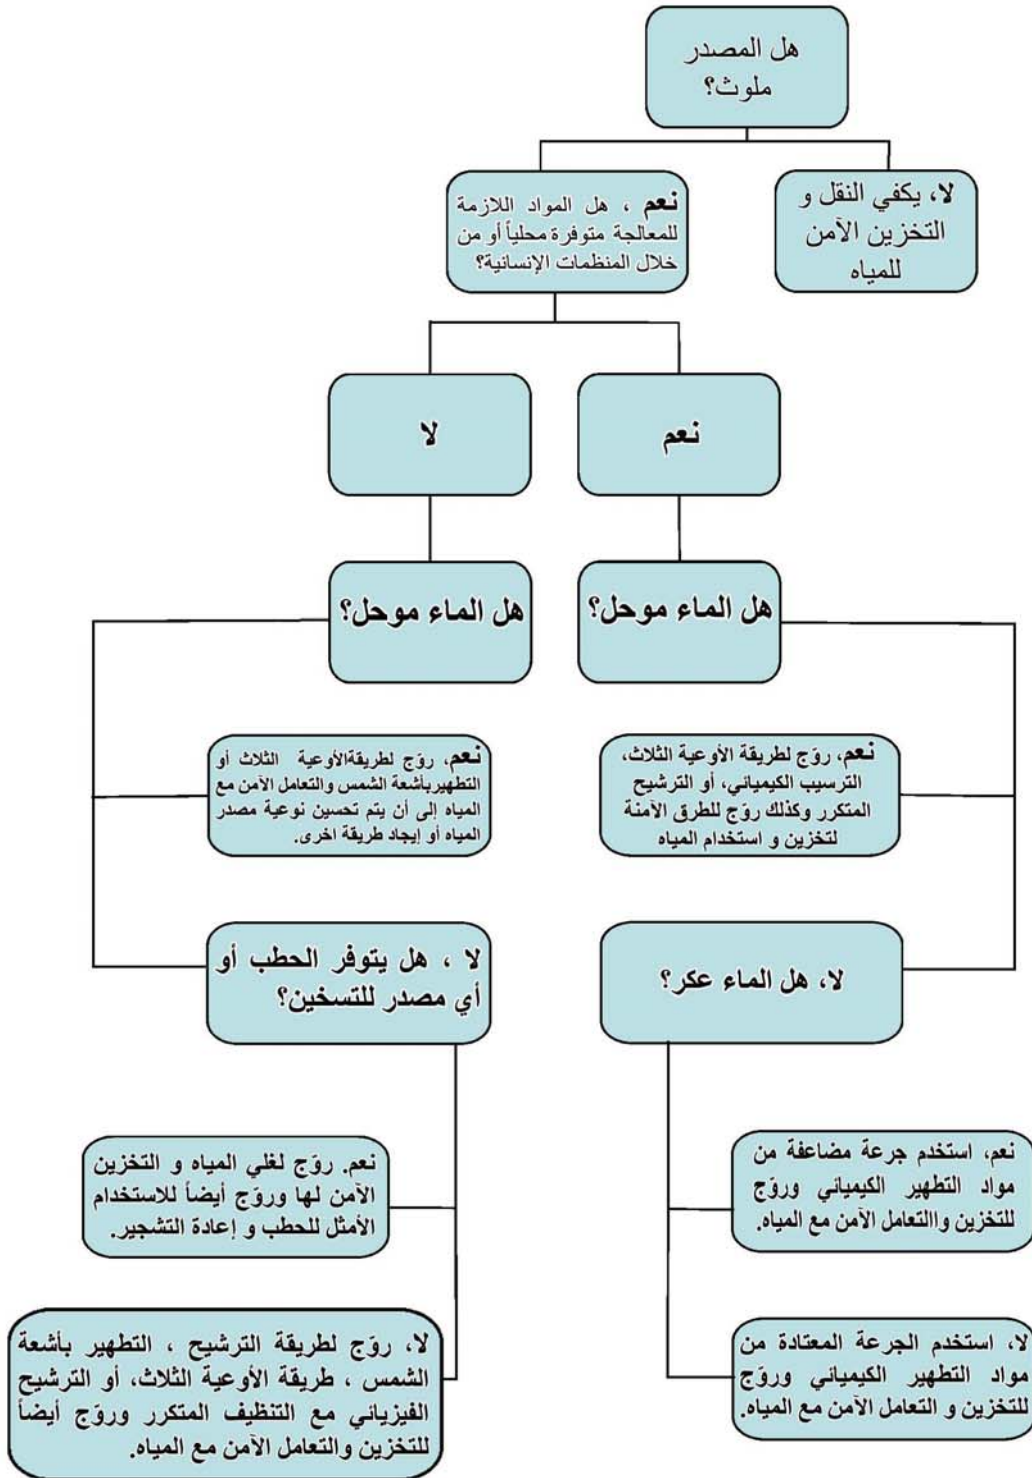 هل المصدر
ملوث؟
لا، يكفي النقل و
التخزين الآمن
للمياه
نعم ، هل المواد اللازمة
للمعالجة متوفرة محلياً أو من
خلال المنظمات الإنسانية؟
نعم
لا
هل الماء موحل؟
هل الماء موحل؟
نعم، روّج لطريقة الأوعية الثلاث،
الترسيب الكيميائي، أو الترشيح
المتكرر وكذلك روّج للطرق الآمنة
لتخزين و استخدام المياه
نعم، روّج لطريقةالأوعية الثلاث أو
التطهيربأشعة الشمس والتعامل الآمن مع
المياه إلى أن يتم تحسين نوعية مصدر
المياه أو إيجاد طريقة اخرى.
لا، هل الماء عكر؟
لا ، هل يتوفر الحطب أو
أي مصدر للتسخين؟
نعم، استخدم جرعة مضاعفة من
مواد التطهير الكيميائي وروّج
للتخزين واالتعامل الآمن مع المياه.
نعم. روّج لغلي المياه و التخزين
الآمن لها وروّج أيضاً للاستخدام
الأمثل للحطب و إعادة التشجير.
لا، استخدم الجرعة المعتادة من
مواد التطهير الكيميائي وروّج
للتخزين و التعامل الآمن مع المياه.
لا، روّج لطريقة الترشيح ، التطهير بأشعة
الشمس ، طريقة الأوعية الثلاث، أو الترشيح
الفيزيائي مع التنظيف المتكرر وروّج أيضاً
للتخزين والتعامل الآمن مع المياه.